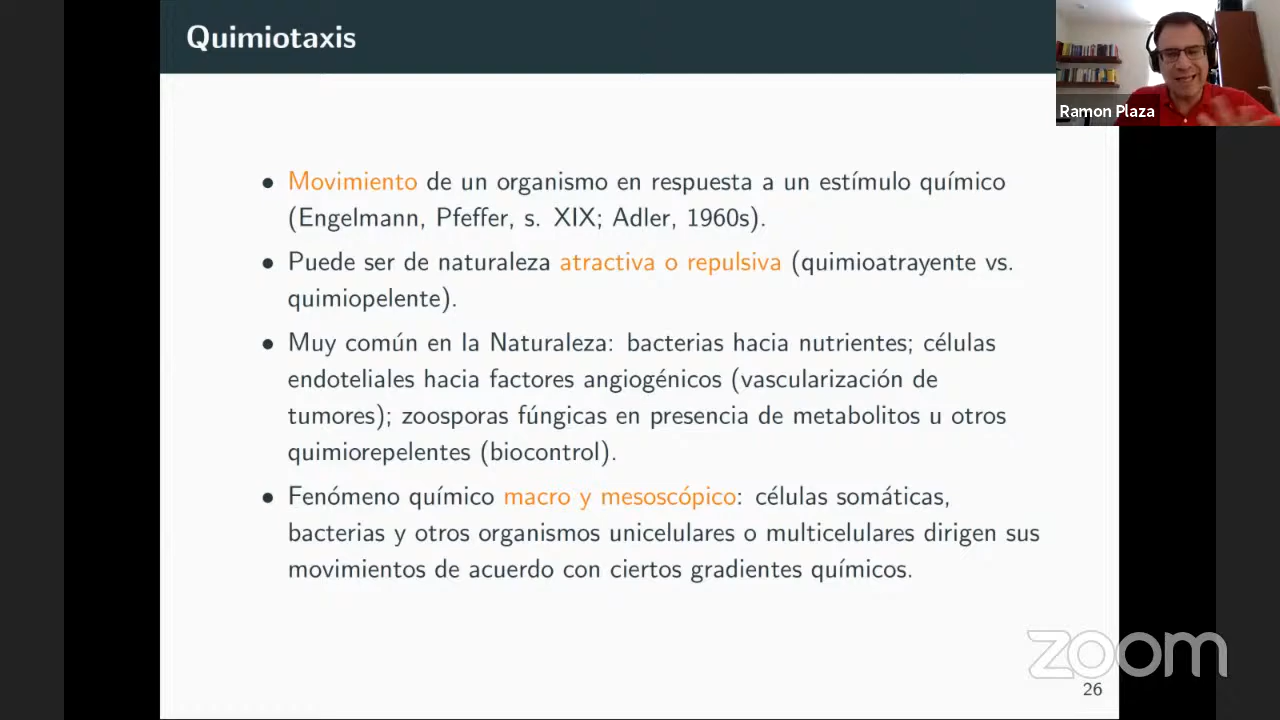 Quimiotaxis
Ramon Plaza
• Movimiento de un organismo en respuesta a un estímulo químico
(Engelmann, Pfeffer, s. XIX; Adler, 1960s).
• Puede ser de naturaleza atractiva o repulsiva (quimioatrayente vs.
quimiopelente).
• Muy común en la Naturaleza: bacterias hacia nutrientes; células
endoteliales hacia factores angiogénicos (vascularización de
tumores); zoosporas fúngicas en presencia de metabolitos u otros
quimiorepelentes (biocontrol).
• Fenómeno químico macro y mesoscópico: células somáticas,
bacterias y otros organismos unicelulares o multicelulares dirigen sus
movimientos de acuerdo con ciertos gradientes químicos.
zoom
26